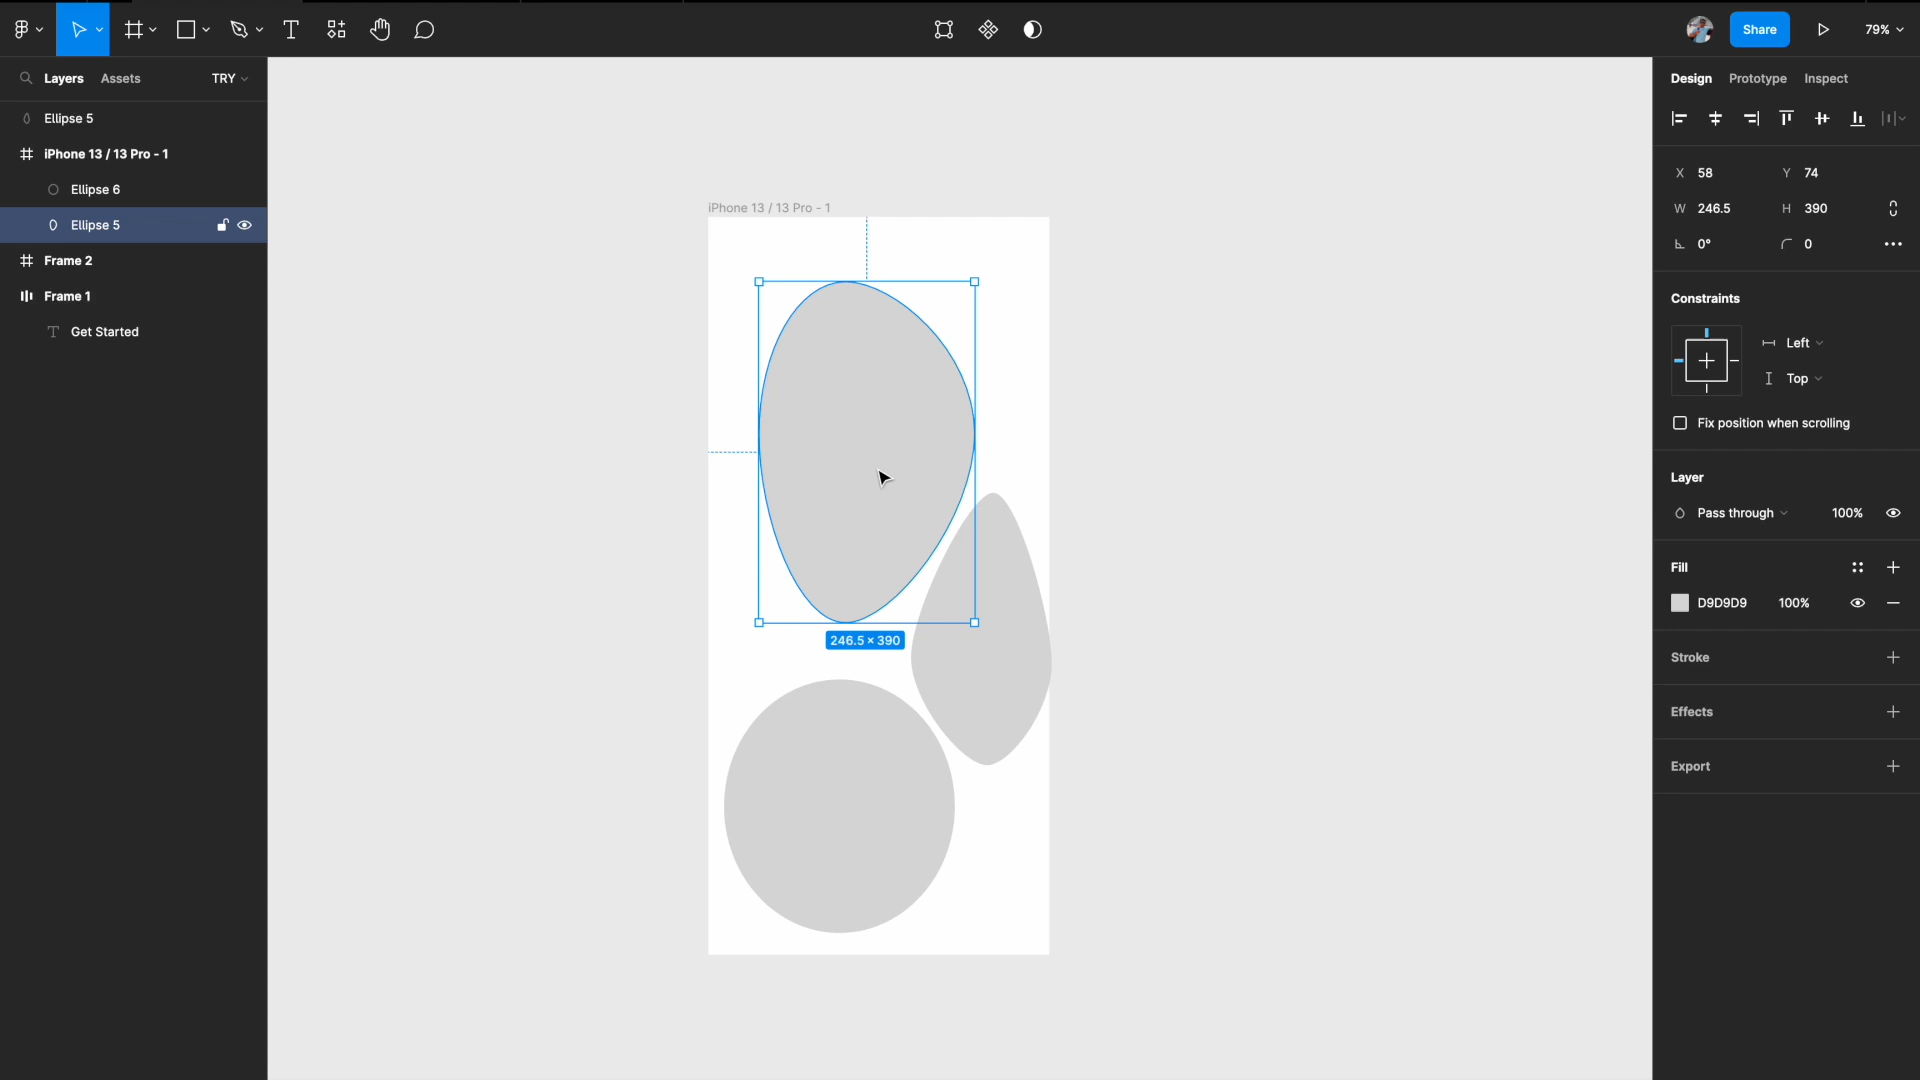 Share
79%
Layers
Assets
TRY
Design
Prototype
Inspect
Ellipse 5
iPhone 13 / 13 Pro - 1
Ellipse 6
Ellipse 5
Frame 2
Frame 1
Get Started
iPhone 13 / 13 Pro - 1
246.5 × 390
X 58
Y 74
W 246.5
H 390
0°
0
Constraints
Left
Top
Fix position when scrolling
Layer
Pass through
100%
Fill
D9D9D9
100%
Stroke
Effects
Export